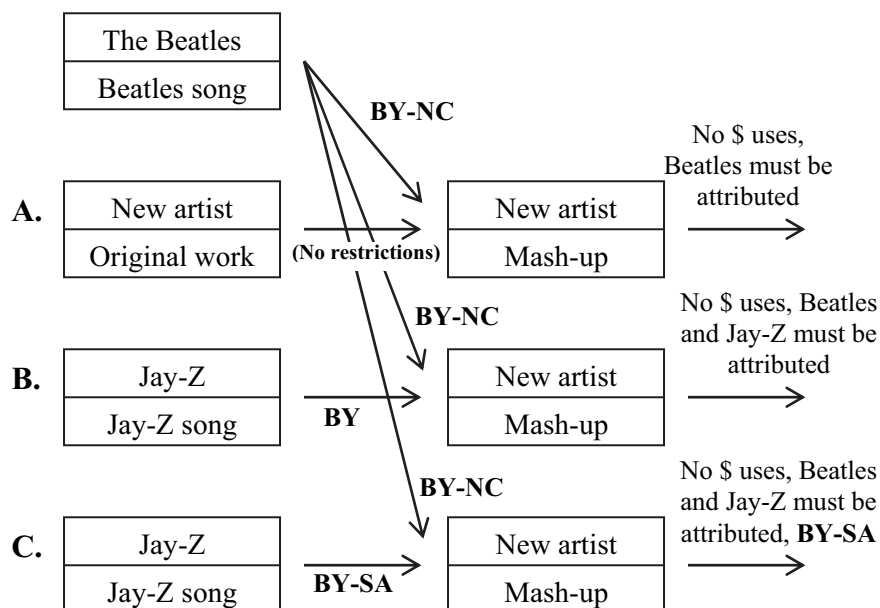 The Beatles
Beatles song
BY-NC
No $ uses,
Beatles must be
attributed
A.
New artist
Original work
(No restrictions)
New artist
Mash-up
BY-NC
No $ uses, Beatles
and Jay-Z must be
attributed
B.
Jay-Z
Jay-Z song
BY
New artist
Mash-up
BY-NC
No $ uses, Beatles
and Jay-Z must be
attributed, BY-SA
C.
Jay-Z
Jay-Z song
BY-SA
New artist
Mash-up